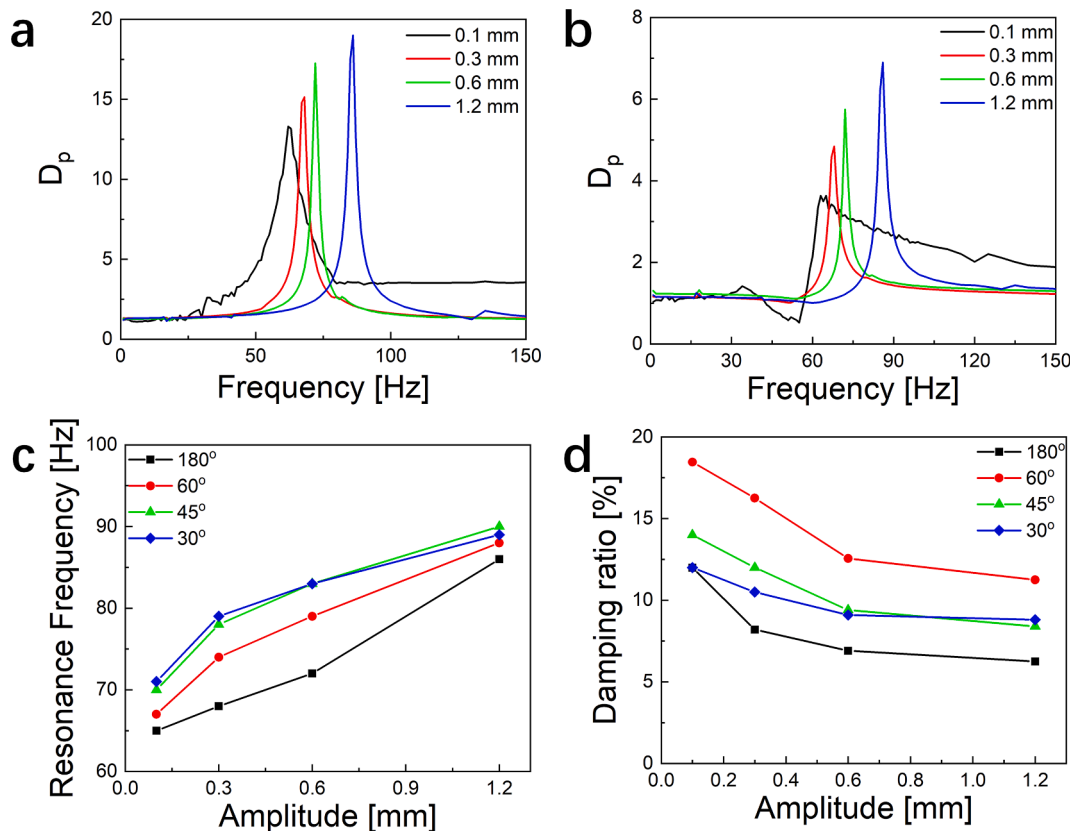 a
20
15
10
5
0
0
50
100
150
D_p
Frequency [Hz]
0.1 mm
0.3 mm
0.6 mm
1.2 mm
b
8
6
4
2
0
0
30
60
90
120
150
D_p
Frequency [Hz]
0.1 mm
0.3 mm
0.6 mm
1.2 mm
c
100
90
80
70
60
0.0
0.3
0.6
0.9
1.2
Resonance Frequency [Hz]
Amplitude [mm]
180°
60°
45°
30°
d
20
15
10
5
0
0.0
0.2
0.4
0.6
0.8
1.0
1.2
Damping ratio [%]
Amplitude [mm]
180°
60°
45°
30°